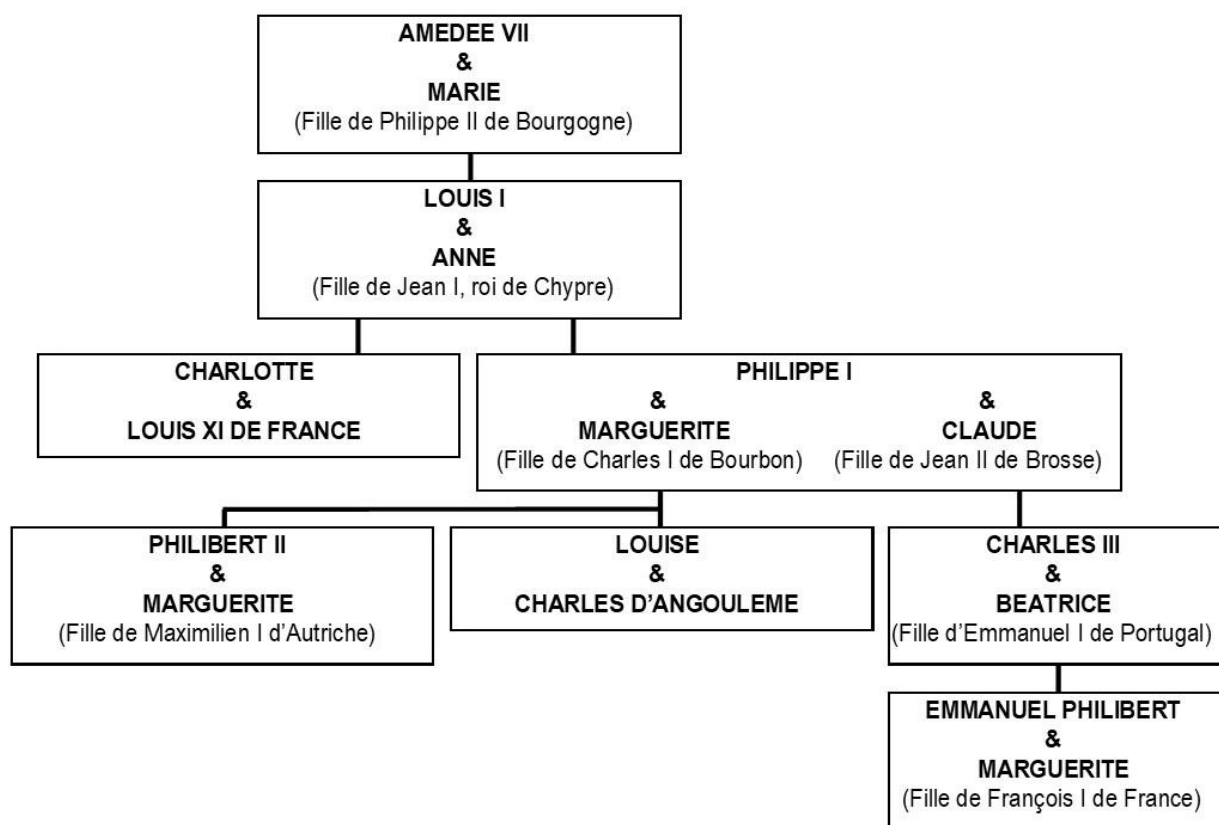 AMEDEE VII
&
MARIE
(Fille de Philippe II de Bourgogne)
LOUIS I
&
ANNE
(Fille de Jean I, roi de Chypre)
CHARLOTTE
&
LOUIS XI DE FRANCE
PHILIPPE I
& &
MARGUERITE CLAUDE
(Fille de Charles I de Bourbon) (Fille de Jean II de Brosse)
PHILIBERT II
&
MARGUERITE
(Fille de Maximilien I d'Autriche)
LOUISE
&
CHARLES D'ANGOULEME
CHARLES III
&
BEATRICE
(Fille d'Emmanuel I de Portugal)
EMMANUEL PHILIBERT
&
MARGUERITE
(Fille de François I de France)